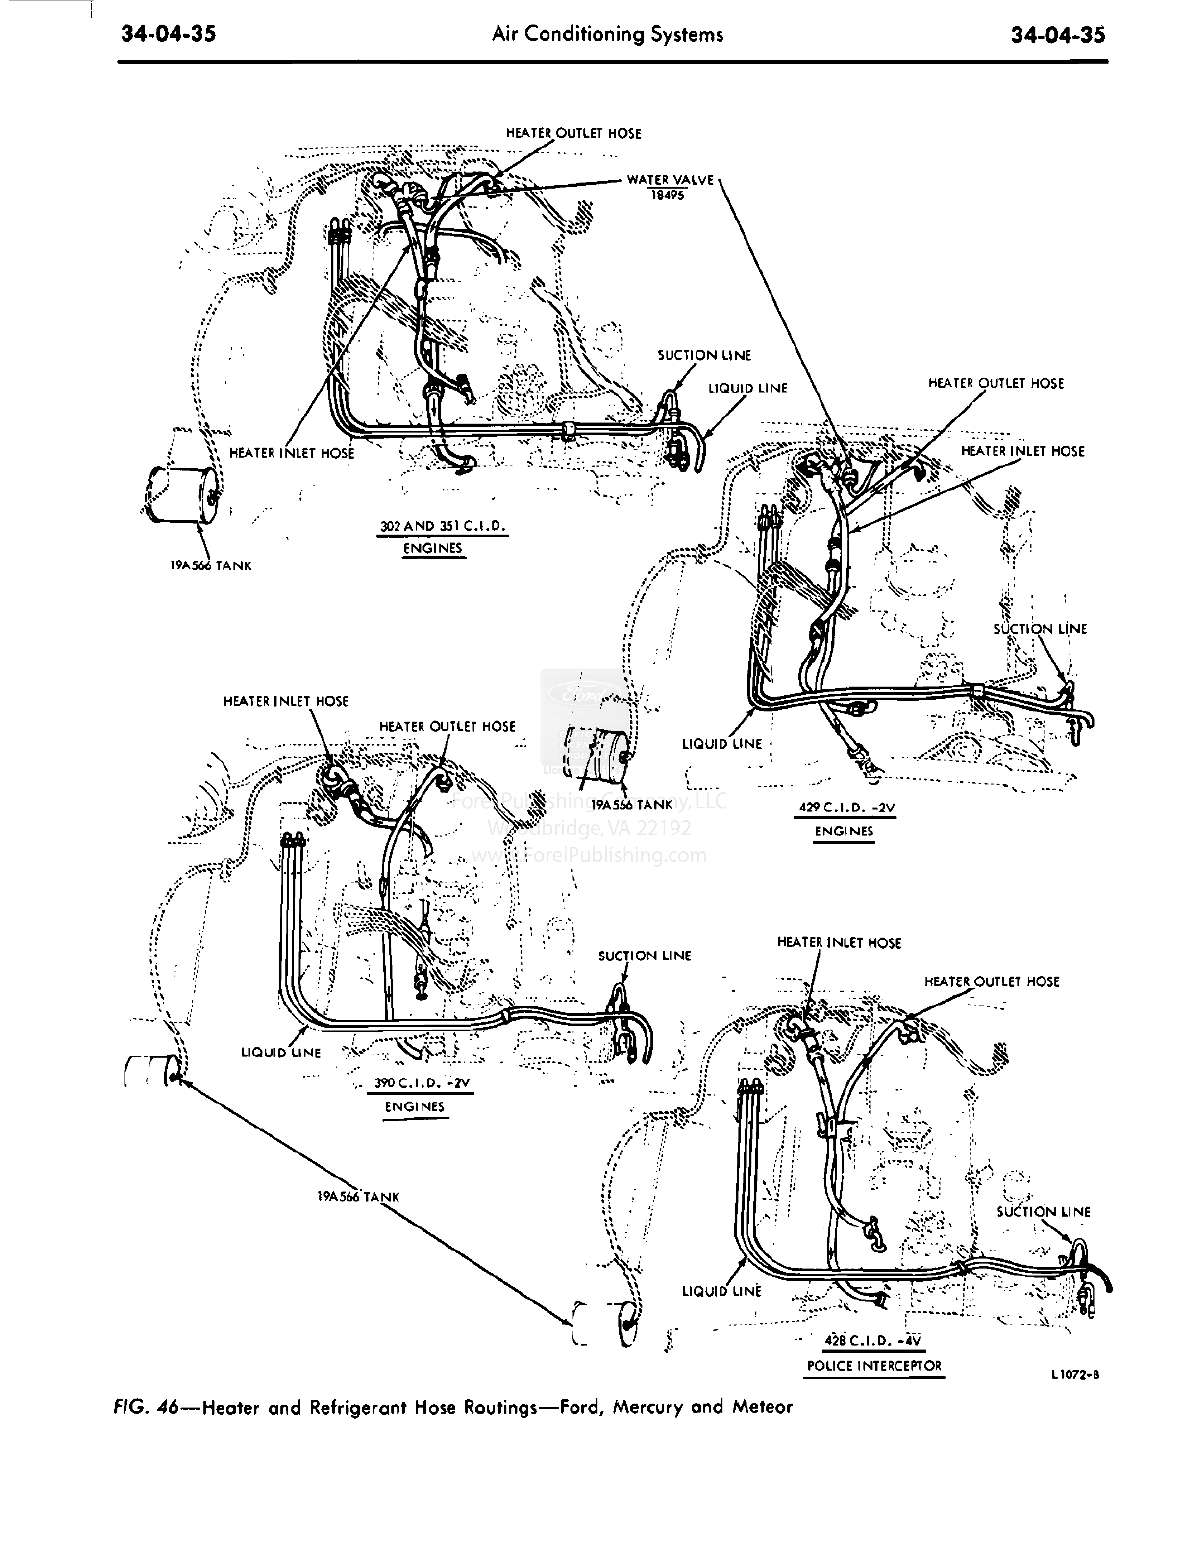 34-04-35 Air Conditioning Systems 34-04-35
HEATER OUTLET HOSE
WATER VALVE
18495
SUCTION LINE
LIQUID LINE
HEATER INLET HOSE
302 AND 351 C.I.D.
ENGINES
19A566 TANK
HEATER OUTLET HOSE
HEATER INLET HOSE
SUCTION LINE
LIQUID LINE
19A566 TANK
429 C.I.D. -2V
ENGINES
HEATER INLET HOSE
HEATER OUTLET HOSE
SUCTION LINE
LIQUID LINE
390 C.I.D. -2V
ENGINES
19A566 TANK
HEATER INLET HOSE
HEATER OUTLET HOSE
SUCTION LINE
LIQUID LINE
428 C.I.D. -4V
POLICE INTERCEPTOR
L1072-B
Forel Publishing Company, LLC
Woodbridge, VA 22192
www.ForelPublishing.com
FIG. 46—Heater and Refrigerant Hose Routings—Ford, Mercury and Meteor